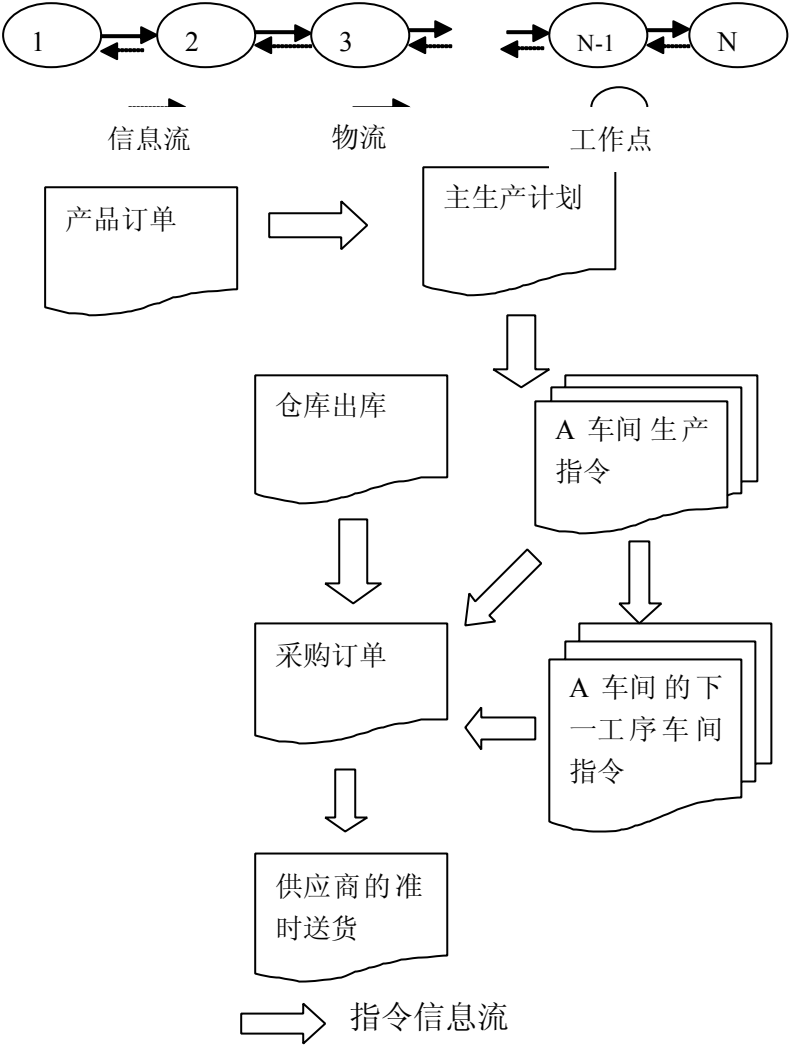 1 2 3 N-1 N
信息流 物流 工作点
产品订单
主生产计划
仓库出库
A 车间生产
指令
采购订单
A 车间的下
一工序车间
指令
供应商的准
时送货
指令信息流